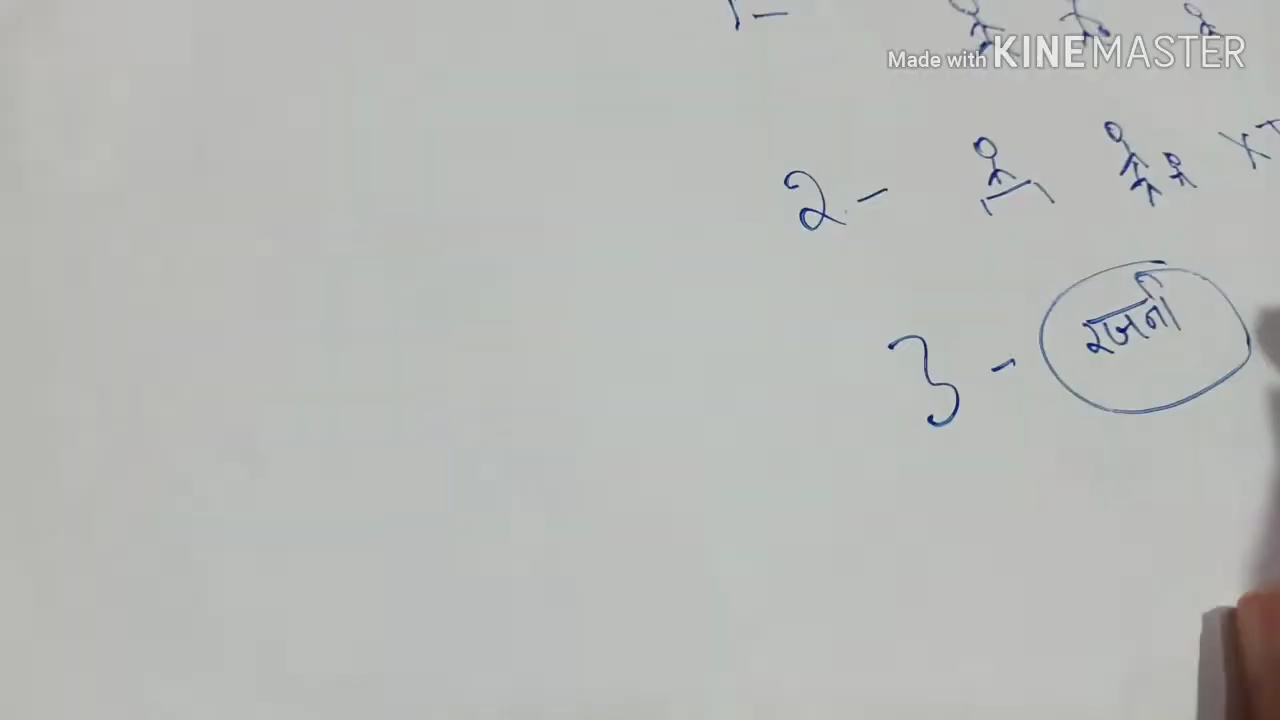 1-
Made with KINEMASTER
2-
3- रजनी